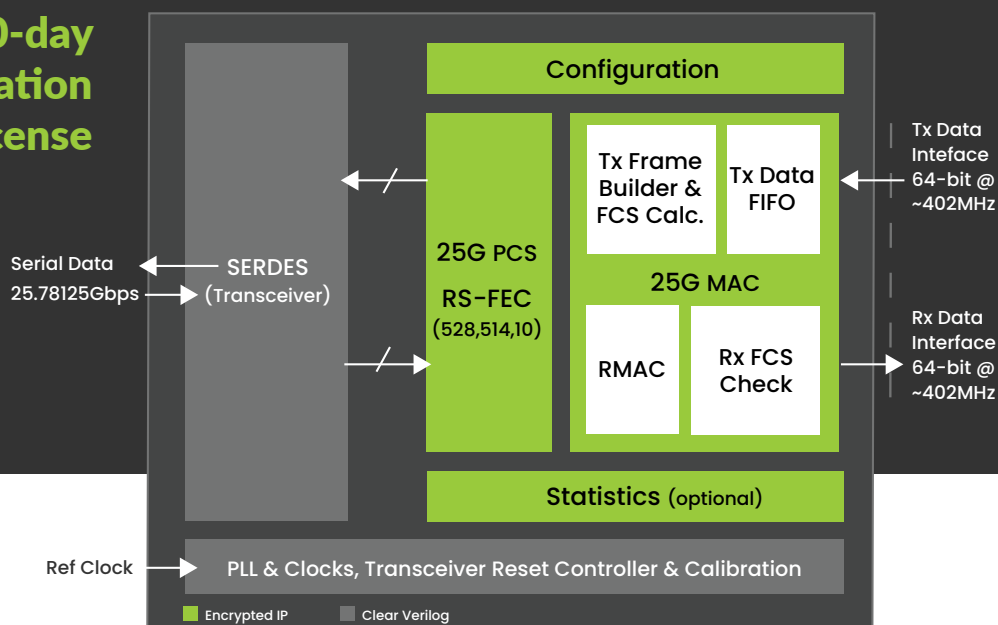 0-day
ation
cense
Configuration
Tx Frame
Builder &
FCS Calc.
Tx Data
FIFO
Tx Data
Inteface
64-bit @
~402MHz
25G PCS
RS-FEC
(528,514,10)
25G MAC
Serial Data
25.78125Gbps
SERDES
(Transceiver)
RMAC
Rx FCS
Check
Rx Data
Interface
64-bit @
~402MHz
Statistics (optional)
Ref Clock
PLL & Clocks, Transceiver Reset Controller & Calibration
Encrypted IP
Clear Verilog